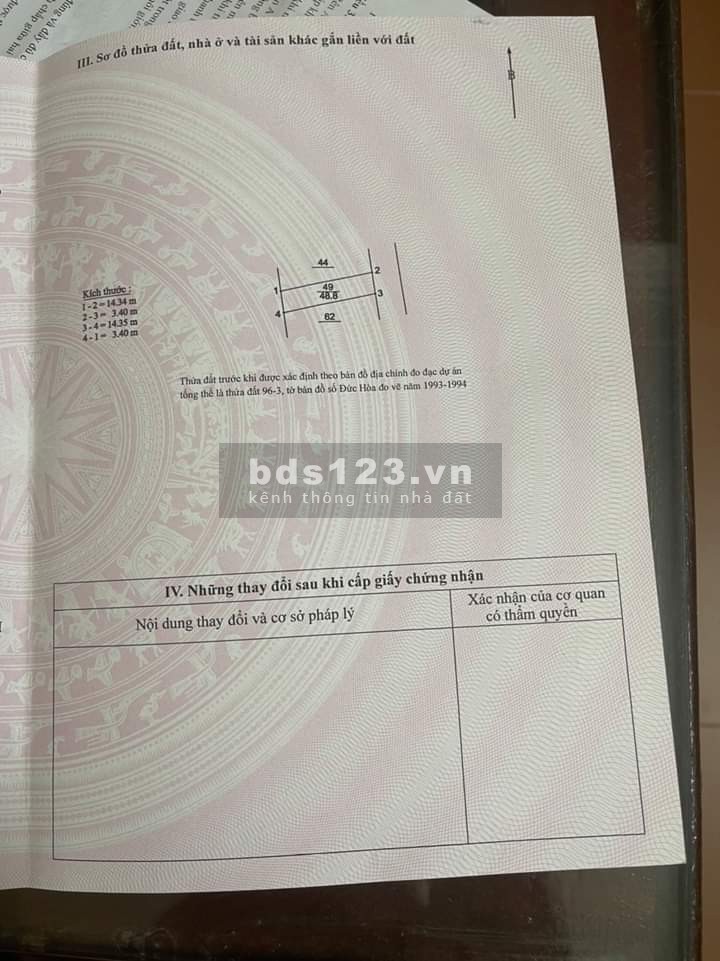 III. Sơ đồ thửa đất, nhà ở và tài sản khác gắn liền với đất
B
Kích thước :
1 - 2 = 14.34 m
2 - 3 = 3.40 m
3 - 4 = 14.35 m
4 - 1 = 3.40 m
44
1
2
49
48.8
3
4
62
Thửa đất trước khi được xác định theo bản đồ địa chính đo đạc dự án
tổng thể là thửa đất 96-3, tờ bản đồ số Đức Hòa đo vẽ năm 1993-1994
bds123.vn
kênh thông tin nhà đất
IV. Những thay đổi sau khi cấp giấy chứng nhận
Nội dung thay đổi và cơ sở pháp lý
Xác nhận của cơ quan
có thẩm quyền